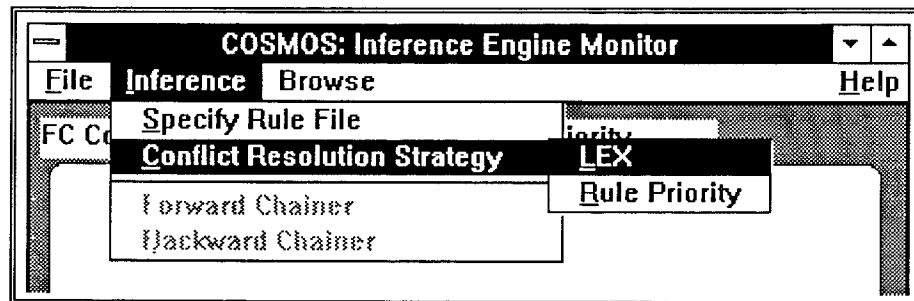 COSMOS: Inference Engine Monitor
File Inference Browse Help
Specify Rule File
FC
Conflict Resolution Strategy
LEX
Rule Priority
Forward Chainer
Backward Chainer